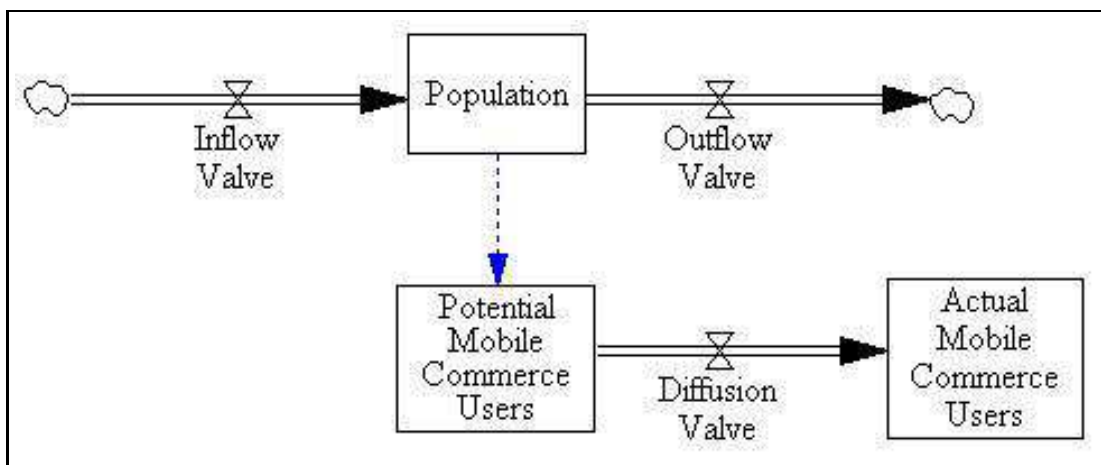 Population
Inflow
Valve
Outflow
Valve
Potential
Mobile
Commerce
Users
Diffusion
Valve
Actual
Mobile
Commerce
Users